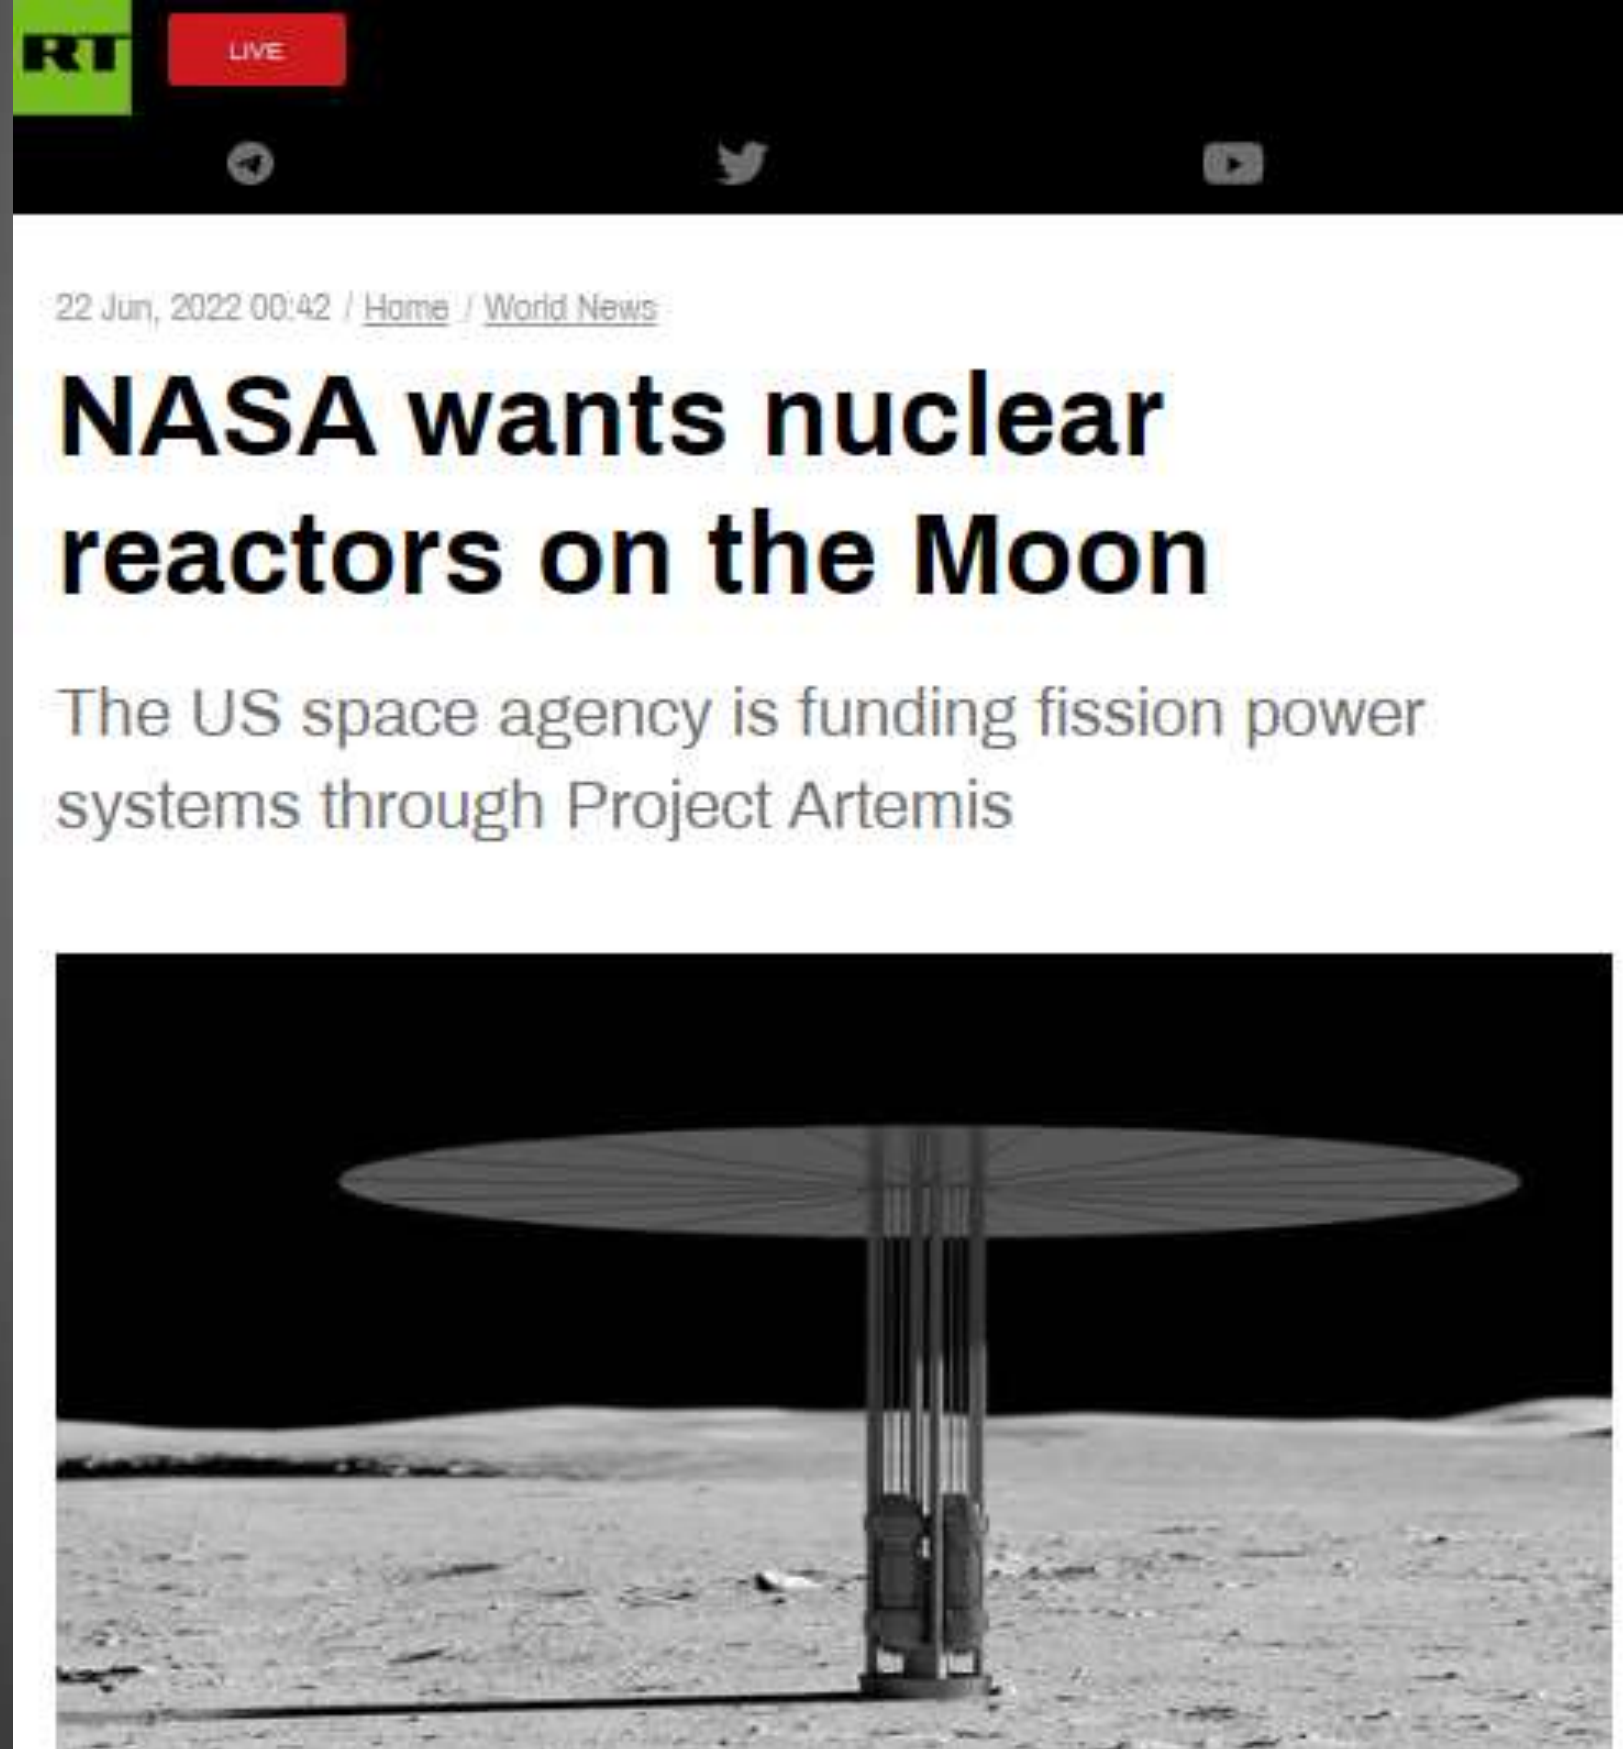 RT
LIVE
22 Jun, 2022 00:42 / Home / World News
NASA wants nuclear
reactors on the Moon
The US space agency is funding fission power
systems through Project Artemis